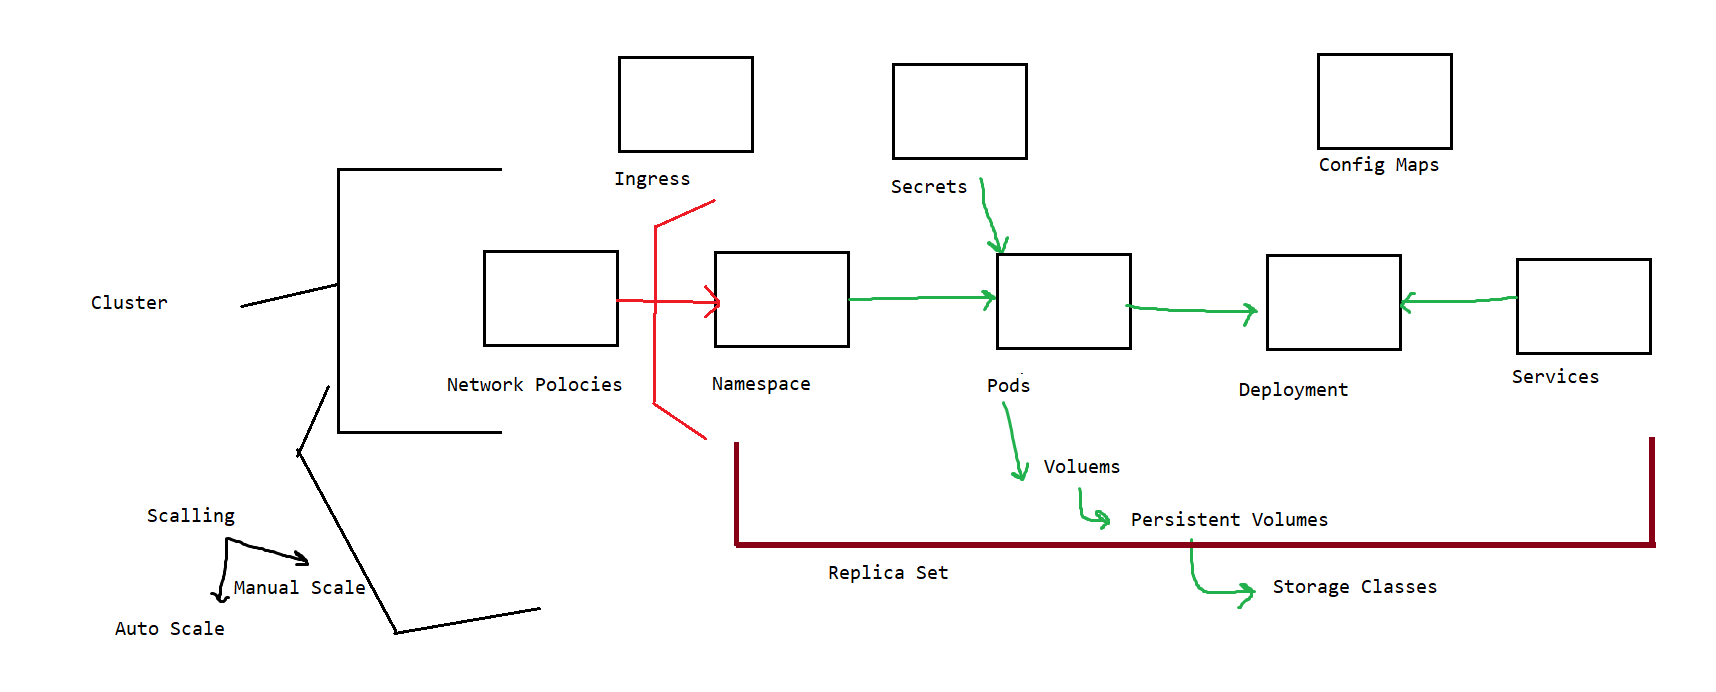 Ingress
Secrets
Config Maps
Cluster
Network Polocies
Namespace
Pods
Deployment
Services
Voluems
Scalling
Persistent Volumes
Replica Set
Manual Scale
Storage Classes
Auto Scale